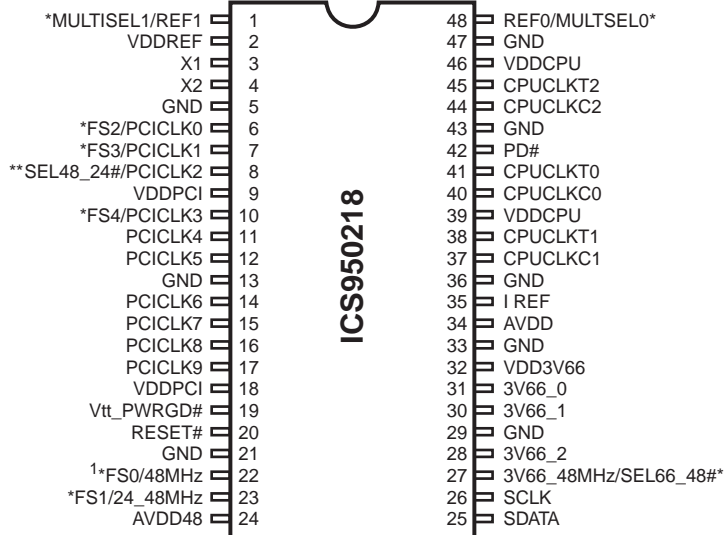 *MULTISEL1/REF1 1 48 REF0/MULTSEL0*
VDDREF 2 47 GND
X1 3 46 VDDCPU
X2 4 45 CPUCLKT2
GND 5 44 CPUCLKC2
*FS2/PCICLK0 6 43 GND
*FS3/PCICLK1 7 42 PD#
**SEL48_24#/PCICLK2 8 41 CPUCLKT0
VDDPCI 9 40 CPUCLKC0
*FS4/PCICLK3 10 39 VDDCPU
PCICLK4 11 38 CPUCLKT1
PCICLK5 12 37 CPUCLKC1
GND 13 36 GND
PCICLK6 14 35 I REF
PCICLK7 15 34 AVDD
PCICLK8 16 33 GND
PCICLK9 17 32 VDD3V66
VDDPCI 18 31 3V66_0
Vtt_PWRGD# 19 30 3V66_1
RESET# 20 29 GND
GND 21 28 3V66_2
1*FS0/48MHz 22 27 3V66_48MHz/SEL66_48#*
*FS1/24_48MHz 23 26 SCLK
AVDD48 24 25 SDATA
ICS950218